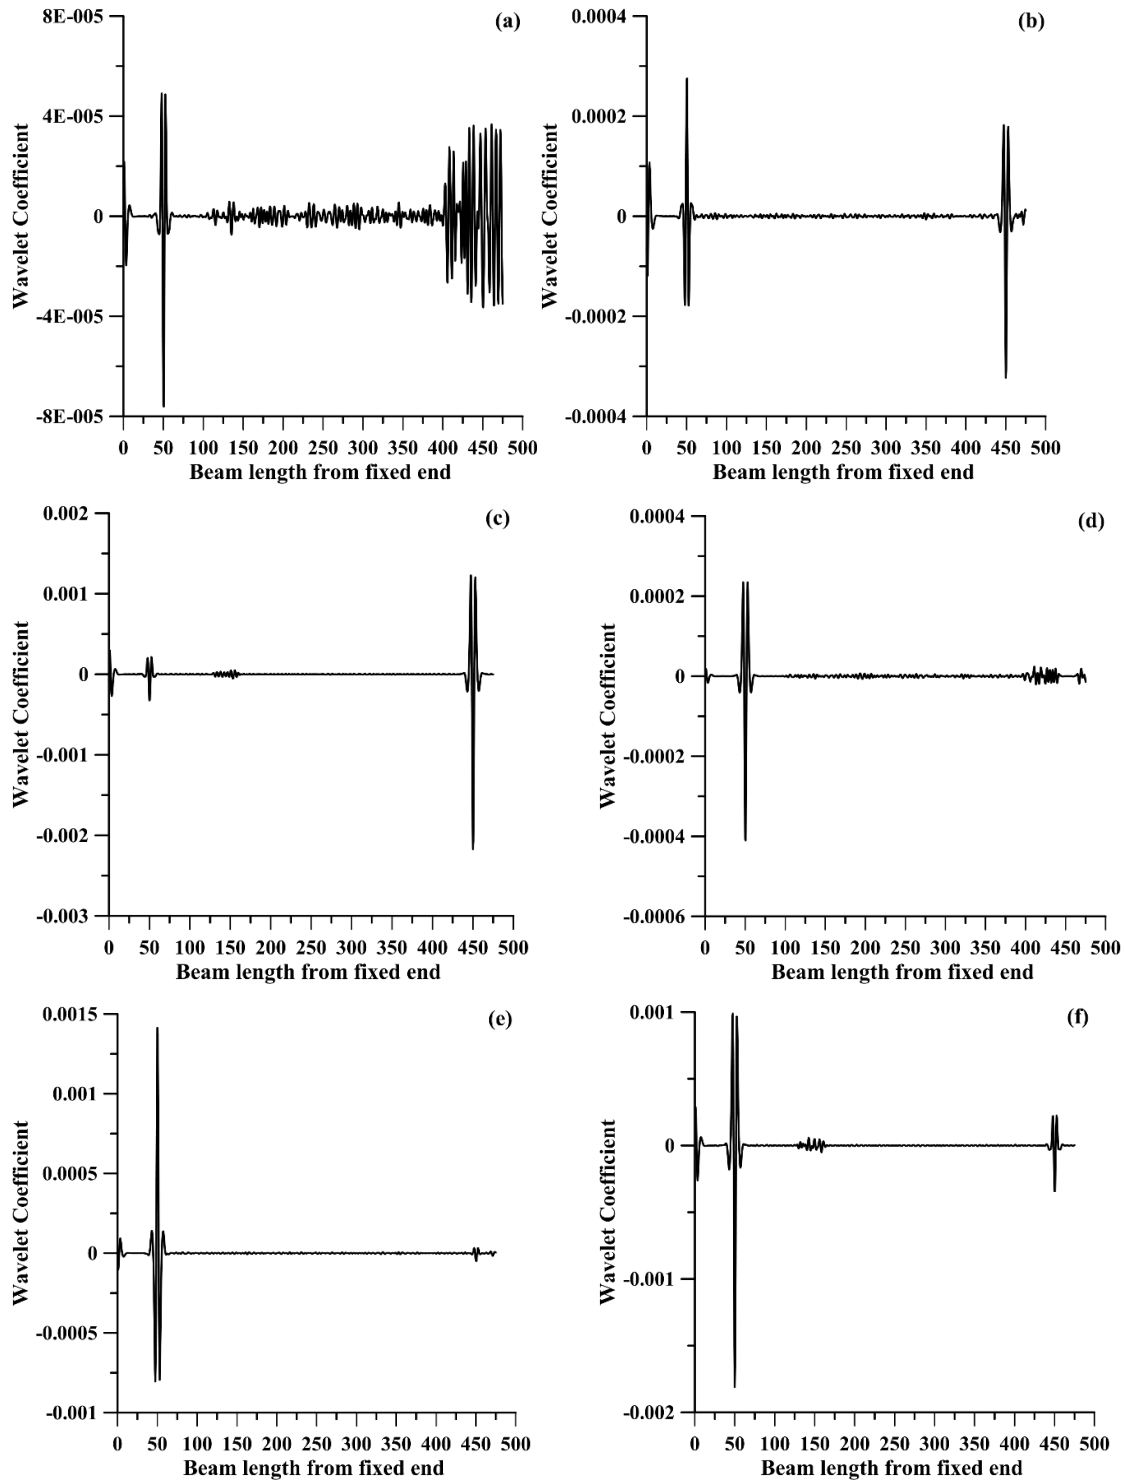 (a)
8E-005
4E-005
0
-4E-005
-8E-005
Wavelet Coefficient
0 50 100 150 200 250 300 350 400 450 500
Beam length from fixed end
(b)
0.0004
0.0002
0
-0.0002
-0.0004
Wavelet Coefficient
0 50 100 150 200 250 300 350 400 450 500
Beam length from fixed end
(c)
0.002
0.001
0
-0.001
-0.002
-0.003
Wavelet Coefficient
0 50 100 150 200 250 300 350 400 450 500
Beam length from fixed end
(d)
0.0004
0.0002
0
-0.0002
-0.0004
-0.0006
Wavelet Coefficient
0 50 100 150 200 250 300 350 400 450 500
Beam length from fixed end
(e)
0.0015
0.001
0.0005
0
-0.0005
-0.001
Wavelet Coefficient
0 50 100 150 200 250 300 350 400 450 500
Beam length from fixed end
(f)
0.001
0
-0.001
-0.002
Wavelet Coefficient
0 50 100 150 200 250 300 350 400 450 500
Beam length from fixed end